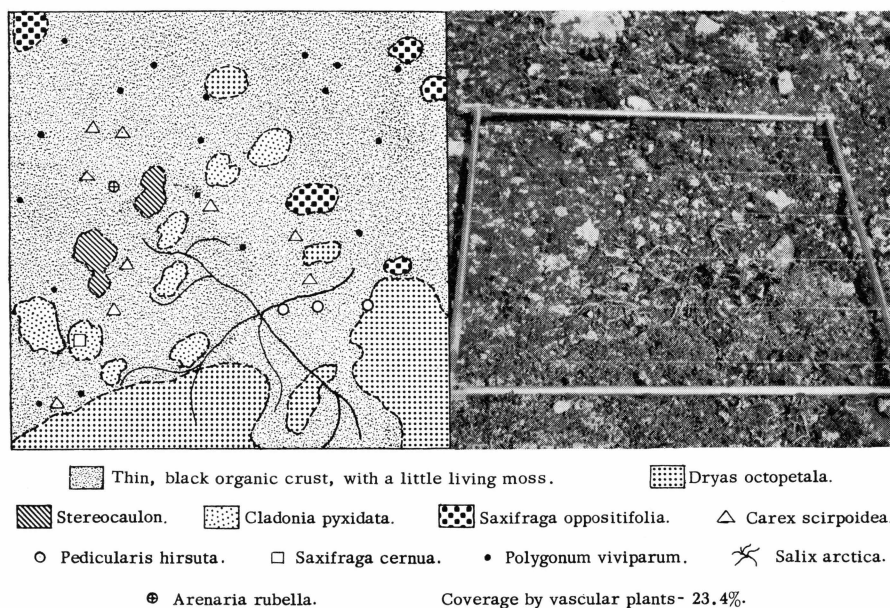 Thin, black organic crust, with a little living moss. Dryas octopetala.
Stereocaulon. Cladonia pyxidata. Saxifraga oppositifolia. Carex scirpoidea.
Pedicularis hirsuta. Saxifraga cernua. Polygonum viviparum. Salix arctica.
Arenaria rubella. Coverage by vascular plants- 23.4%.